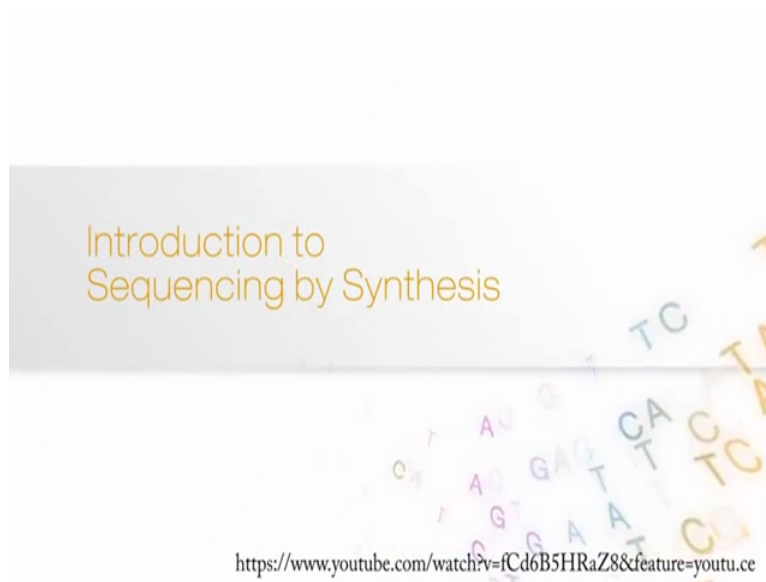 Introduction to
Sequencing by Synthesis
https://www.youtube.com/watch?v=fCd6B5HRaZ8&feature=youtu.ce